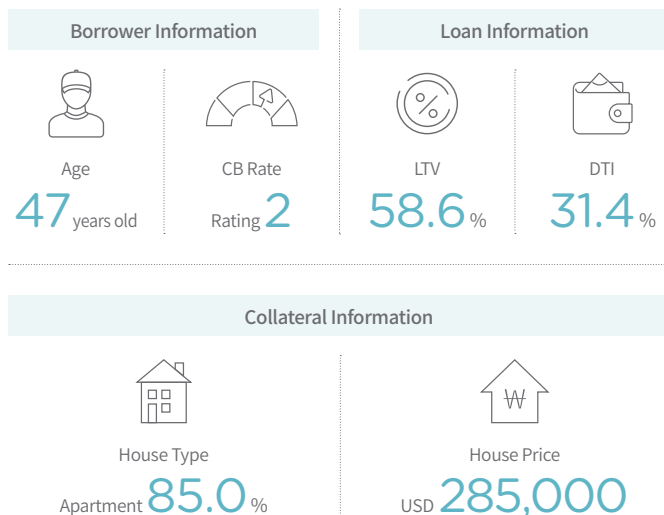 Borrower Information
Loan Information
%
Age
CB Rate
LTV
DTI
47 years old
Rating 2
58.6 %
31.4 %
Collateral Information
₩
House Type
House Price
Apartment 85.0 %
USD 285,000